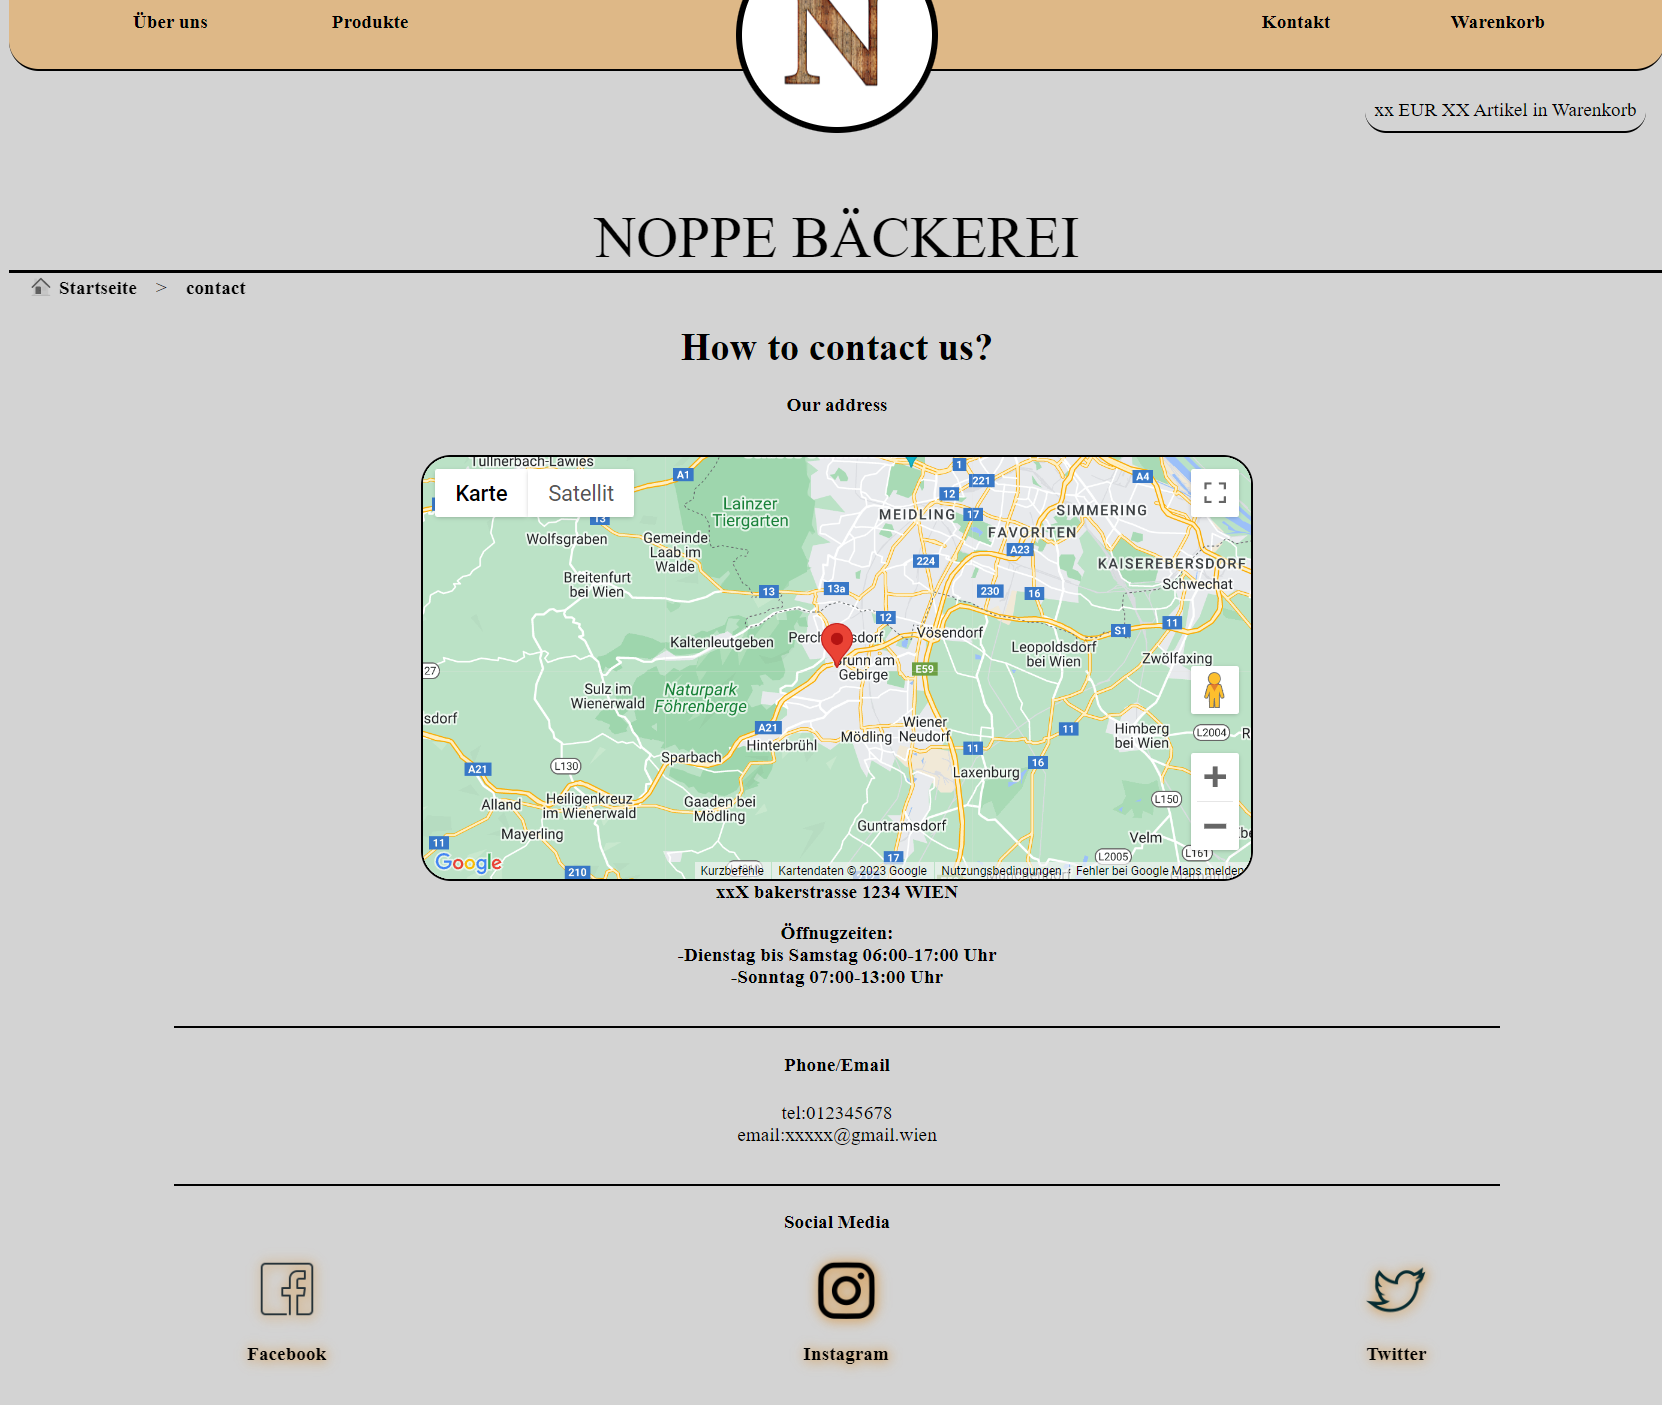 Über uns
Produkte
N
Kontakt
Warenkorb
xx EUR XX Artikel in Warenkorb
NOPPE BÄCKEREI
Startseite > contact
How to contact us?
Our address
Tullnerbach-Lawies
Karte
Satellit
A1
13
Lainzer
Tiergarten
1
221
12
17
A4
MEIDLING
SIMMERING
FAVORITEN
A23
Wolfsgraben
Gemeinde
Laab im
Walde
224
KAISEREBERSDORF
Schwechat
Breitenfurt
bei Wien
13
13a
230
16
12
11
S1
Kaltenleutgeben
Vösendorf
Leopoldsdorf
bei Wien
Zwölfaxing
Brunn am
Gebirge
E59
27
Sulz im
Wienerwald
Naturpark
Föhrenberge
sdorf
A21
Wiener
Neudorf
11
Himberg
bei Wien
L2004
R
Mödling
Hinterbrühl
11
16
Sparbach
L130
A21
Laxenburg
Alland
Heiligenkreuz
im Wienerwald
Gaaden bei
Mödling
L150
Guntramsdorf
Mayerling
Velm
11
17
L2005
L161
Google
210
Kurzbefehle
Kartendaten © 2023 Google
Nutzungsbedingungen
Fehler bei Google Maps melden
xxX bakerstrasse 1234 WIEN
Öffnugzeiten:
-Dienstag bis Samstag 06:00-17:00 Uhr
-Sonntag 07:00-13:00 Uhr
Phone/Email
tel:012345678
email:xxxxx@gmail.wien
Social Media
Facebook
Instagram
Twitter